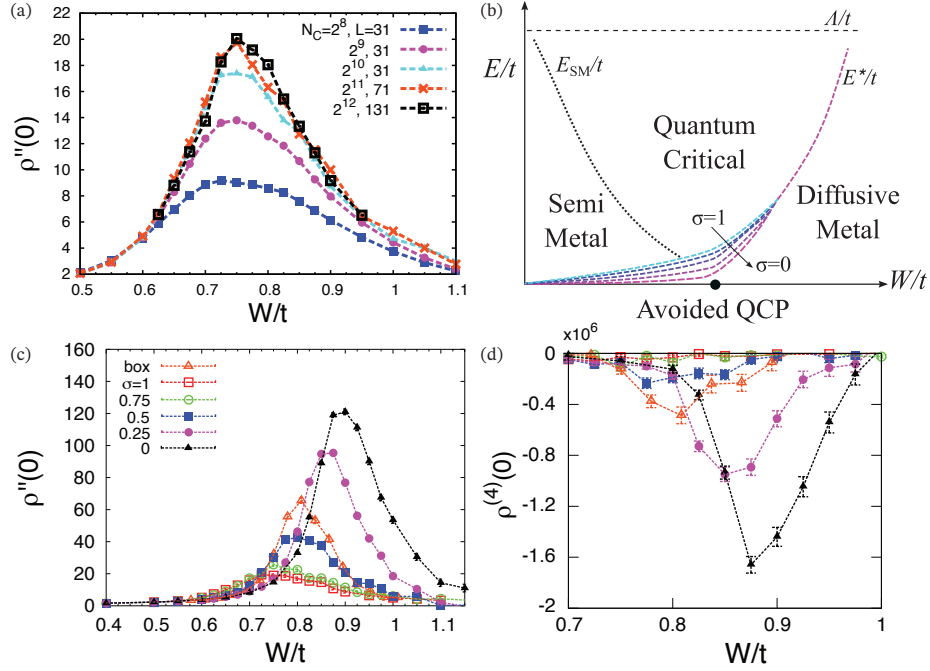 (a)
ρ''(0)
20
18
16
14
12
10
8
6
4
2
N_C=2^8, L=31
2^9, 31
2^10, 31
2^11, 71
2^12, 131
0.5 0.6 0.7 0.8 0.9 1 1.1
W/t
(b)
E/t
Λ/t
E_SM/t
E*/t
Quantum
Critical
Semi
Metal
Diffusive
Metal
σ=1
σ=0
W/t
Avoided QCP
(c)
ρ''(0)
160
140
120
100
80
60
40
20
0
box
σ=1
0.75
0.5
0.25
0
0.4 0.5 0.6 0.7 0.8 0.9 1 1.1
W/t
(d)
x10^6
ρ^(4)(0)
0
-0.4
-0.8
-1.2
-1.6
-2
0.7 0.8 0.9 1
W/t